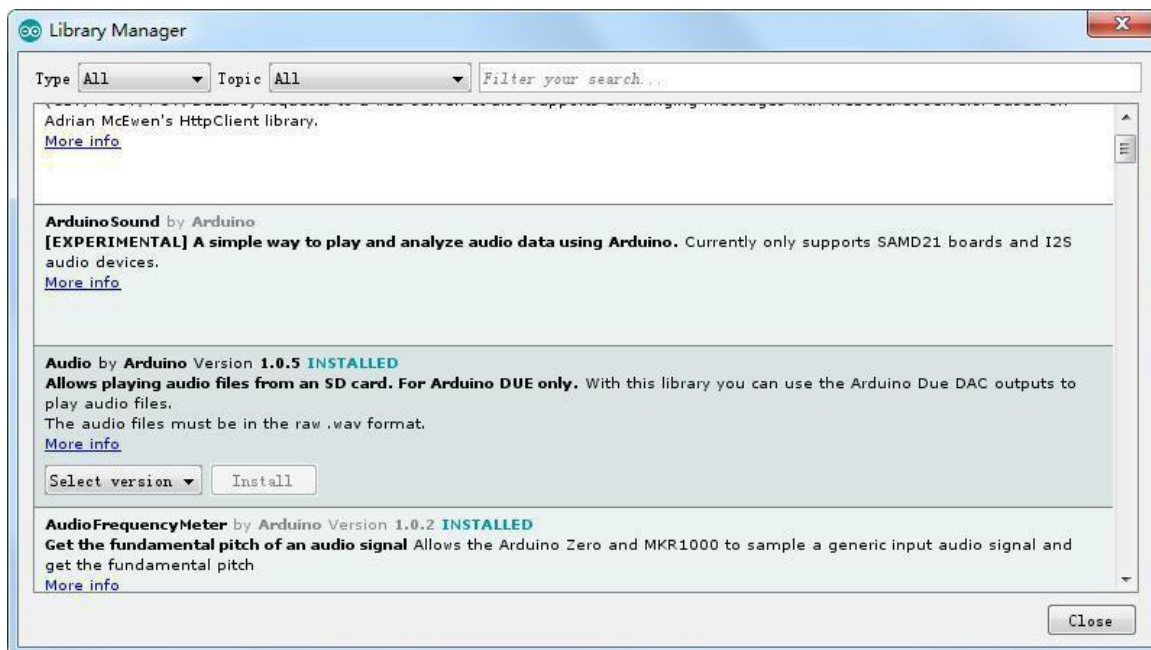 Library Manager
Type All Topic All Filter your search...
Adrian McEwen's HttpClient library.
More info
ArduinoSound by Arduino
[EXPERIMENTAL] A simple way to play and analyze audio data using Arduino. Currently only supports SAMD21 boards and I2S
audio devices.
More info
Audio by Arduino Version 1.0.5 INSTALLED
Allows playing audio files from an SD card. For Arduino DUE only. With this library you can use the Arduino Due DAC outputs to
play audio files.
The audio files must be in the raw .wav format.
More info
Select version Install
AudioFrequencyMeter by Arduino Version 1.0.2 INSTALLED
Get the fundamental pitch of an audio signal Allows the Arduino Zero and MKR1000 to sample a generic input audio signal and
get the fundamental pitch
More info
Close